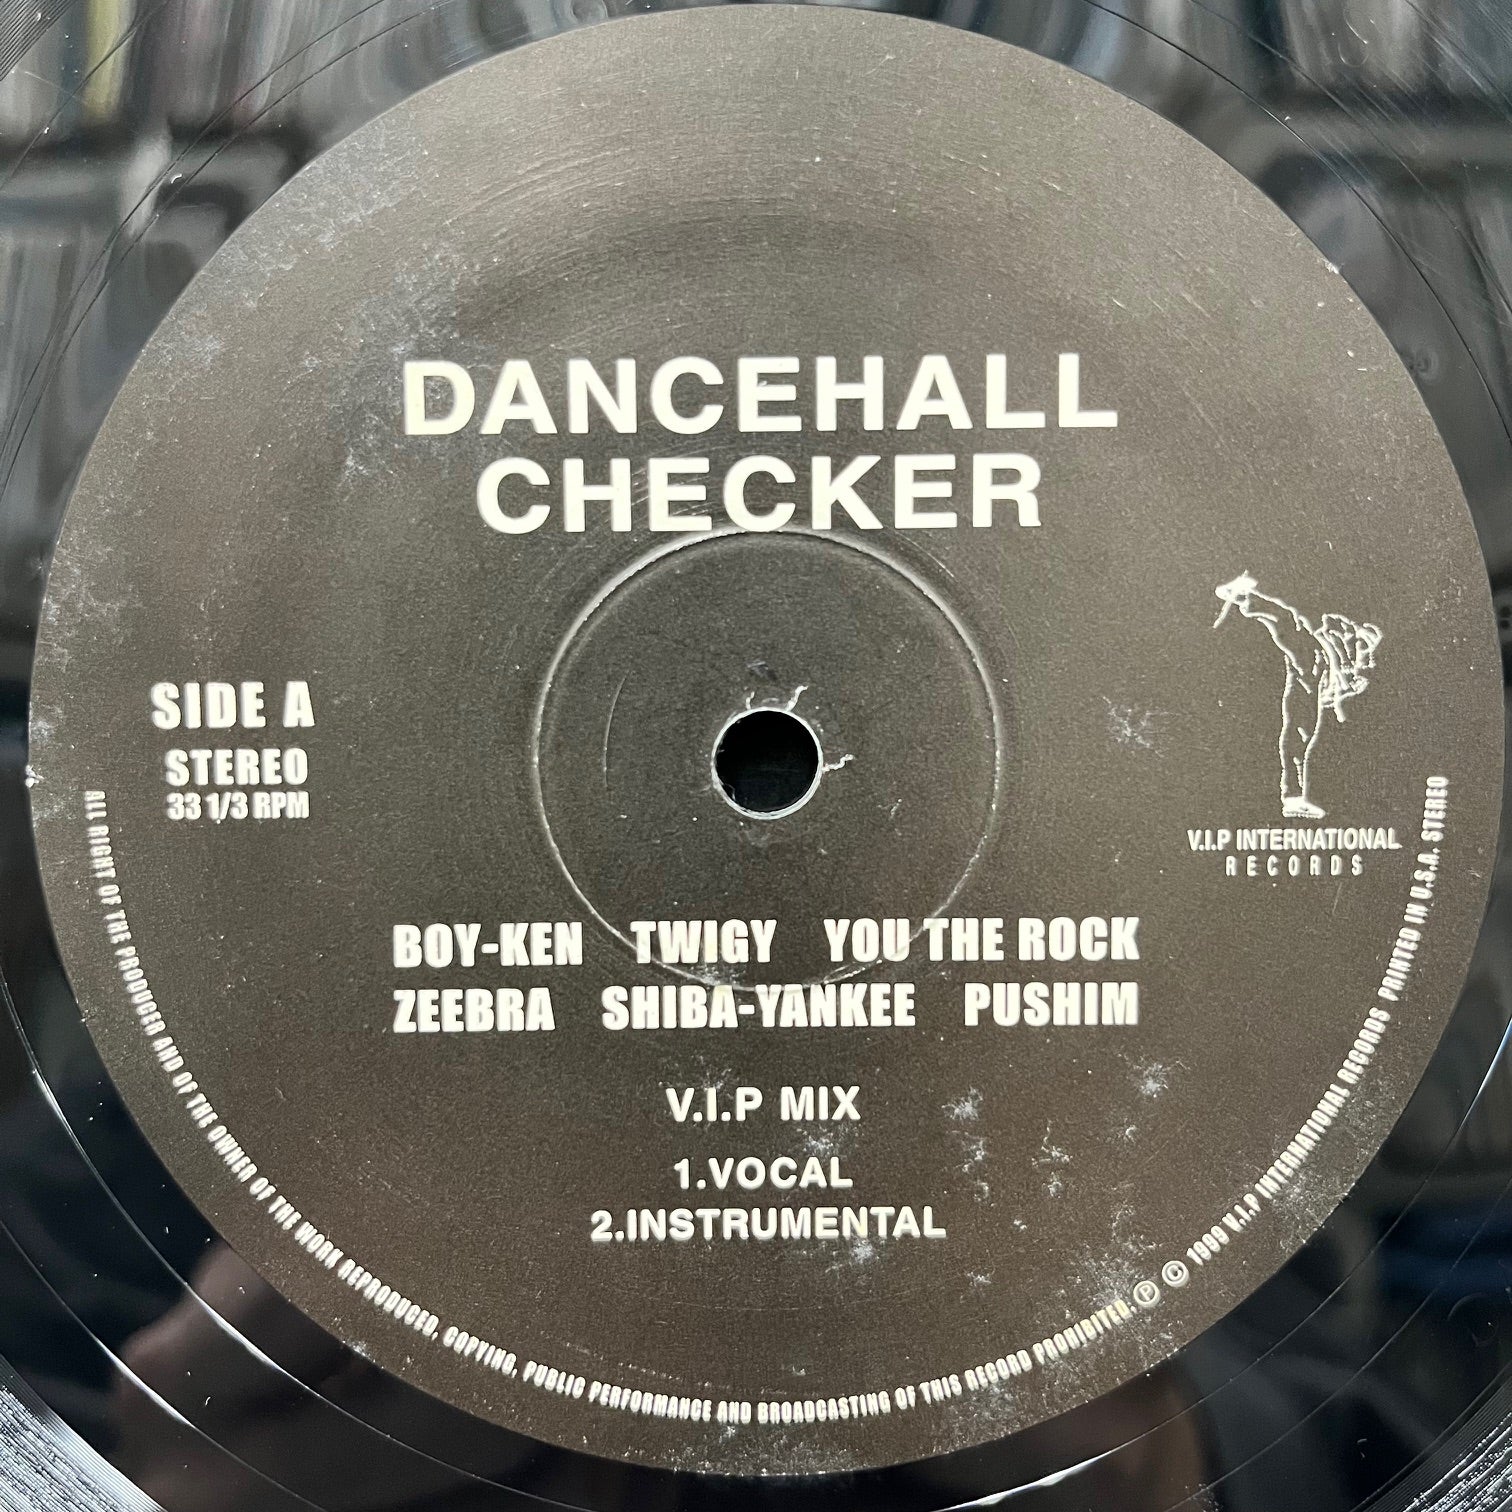 DANCEHALL
CHECKER
SIDE A
STEREO
33 1/3 RPM
V.I.P INTERNATIONAL
RECORDS
BOY-KEN TWIGY YOU THE ROCK
ZEEBRA SHIBA-YANKEE PUSHIM
V.I.P MIX
1.VOCAL
2.INSTRUMENTAL
ALL RIGHT OF THE PRODUCER AND OF THE OWNER OF THE WORK REPRODUCED, COPYING, PUBLIC PERFORMANCE AND BROADCASTING OF THIS RECORD PROHIBITED. Ⓟ © 1999 V.I.P INTERNATIONAL RECORDS PRINTED IN U.S.A. STEREO